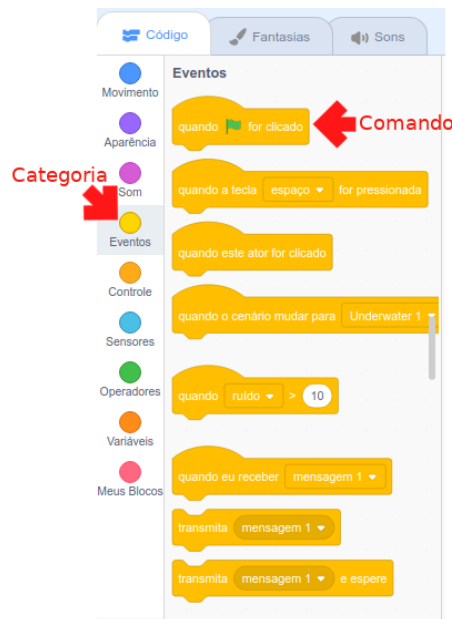 Código
Fantasias
Sons
Movimento
Aparência
Som
Eventos
Controle
Sensores
Operadores
Variáveis
Meus Blocos
Categoria
Eventos
quando for clicado
Comando
quando a tecla espaço for pressionada
quando este ator for clicado
quando o cenário mudar para Underwater 1
quando ruído > 10
quando eu receber mensagem 1
transmita mensagem 1
transmita mensagem 1 e espere